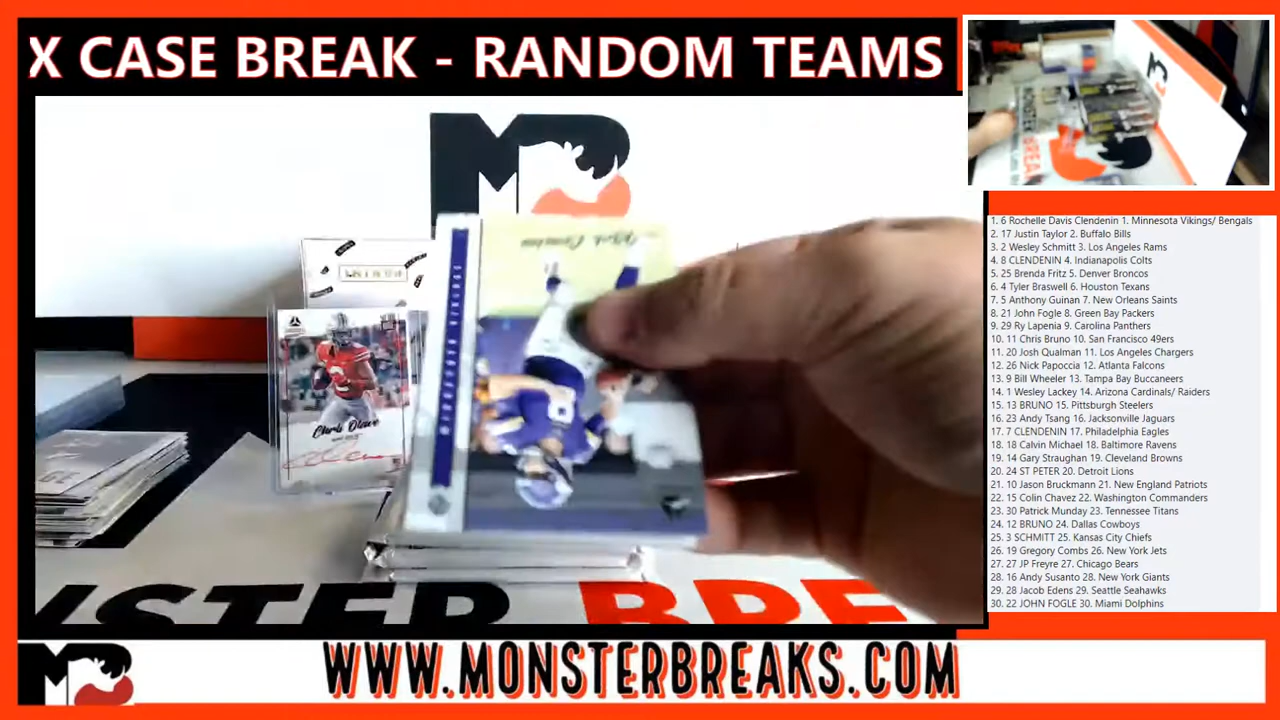 X CASE BREAK - RANDOM TEAMS
1. 6 Rochelle Davis Clendenin 1. Minnesota Vikings/ Bengals
2. 17 Justin Taylor 2. Buffalo Bills
3. 2 Wesley Schmitt 3. Los Angeles Rams
4. 8 CLENDENIN 4. Indianapolis Colts
5. 25 Brenda Fritz 5. Denver Broncos
6. 4 Tyler Braswell 6. Houston Texans
7. 5 Anthony Guinan 7. New Orleans Saints
8. 21 John Fogle 8. Green Bay Packers
9. 29 Ry Lapenia 9. Carolina Panthers
10. 11 Chris Bruno 10. San Francisco 49ers
11. 20 Josh Qualman 11. Los Angeles Chargers
12. 26 Nick Papoccia 12. Atlanta Falcons
13. 9 Bill Wheeler 13. Tampa Bay Buccaneers
14. 1 Wesley Lackey 14. Arizona Cardinals/ Raiders
15. 13 BRUNO 15. Pittsburgh Steelers
16. 23 Andy Tsang 16. Jacksonville Jaguars
17. 7 CLENDENIN 17. Philadelphia Eagles
18. 18 Calvin Michael 18. Baltimore Ravens
19. 14 Gary Straughan 19. Cleveland Browns
20. 24 ST PETER 20. Detroit Lions
21. 10 Jason Bruckmann 21. New England Patriots
22. 15 Colin Chavez 22. Washington Commanders
23. 30 Patrick Munday 23. Tennessee Titans
24. 12 BRUNO 24. Dallas Cowboys
25. 3 SCHMITT 25. Kansas City Chiefs
26. 19 Gregory Combs 26. New York Jets
27. 27 JP Freyre 27. Chicago Bears
28. 16 Andy Susanto 28. New York Giants
29. 28 Jacob Edens 29. Seattle Seahawks
30. 22 JOHN FOGLE 30. Miami Dolphins
MINNESOTA VIKINGS
Chris Olave
MONSTER BREAK
STER BRE
WWW.MONSTERBREAKS.COM